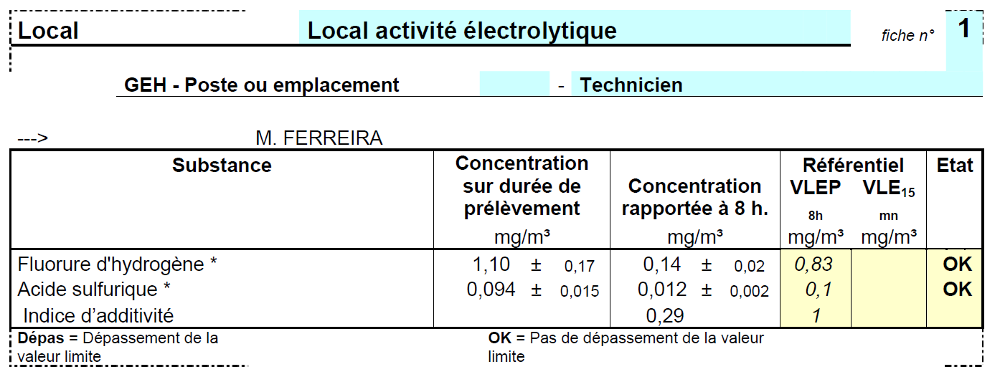 Local Local activité électrolytique fiche n° 1
GEH - Poste ou emplacement - Technicien
---> M. FERREIRA
Substance Concentration sur durée de prélèvement mg/m³ Concentration rapportée à 8 h. mg/m³ Référentiel VLEP 8h mg/m³ VLE15 mn mg/m³ Etat
Fluorure d'hydrogène * 1,10 ± 0,17 0,14 ± 0,02 0,83 OK
Acide sulfurique * 0,094 ± 0,015 0,012 ± 0,002 0,1 OK
Indice d’additivité 0,29 1
Dépas = Dépassement de la
valeur limite
OK = Pas de dépassement de la valeur
limite